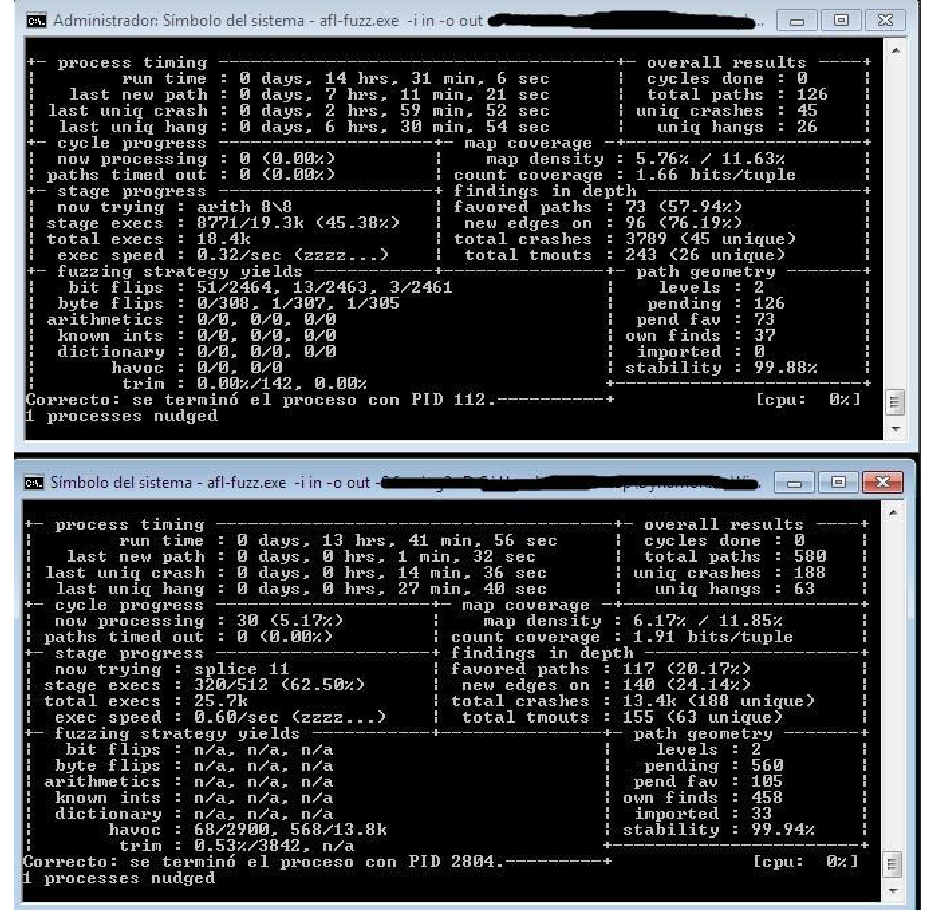 Administrador: Símbolo del sistema - afl-fuzz.exe -i in -o out
process timing overall results
run time : 0 days, 14 hrs, 31 min, 6 sec cycles done : 0
last new path : 0 days, 7 hrs, 11 min, 21 sec total paths : 126
last uniq crash : 0 days, 2 hrs, 59 min, 52 sec uniq crashes : 45
last uniq hang : 0 days, 6 hrs, 30 min, 54 sec uniq hangs : 26
cycle progress map coverage
now processing : 0 (0.00%) map density : 5.76% / 11.63%
paths timed out : 0 (0.00%) count coverage : 1.66 bits/tuple
stage progress findings in depth
now trying : arith 8\8 favored paths : 73 (57.94%)
stage execs : 8771/19.3k (45.38%) new edges on : 96 (76.19%)
total execs : 18.4k total crashes : 3789 (45 unique)
exec speed : 0.32/sec (zzzz...) total tmouts : 243 (26 unique)
fuzzing strategy yields path geometry
bit flips : 51/2464, 13/2463, 3/2461 levels : 2
byte flips : 0/308, 1/307, 1/305 pending : 126
arithmetics : 0/0, 0/0, 0/0 pend fav : 73
known ints : 0/0, 0/0, 0/0 own finds : 37
dictionary : 0/0, 0/0, 0/0 imported : 0
havoc : 0/0, 0/0 stability : 99.88%
trim : 0.00%/142, 0.00%
Correcto: se terminó el proceso con PID 112. [cpu: 0%]
1 processes nudged
Símbolo del sistema - afl-fuzz.exe -i in -o out
process timing overall results
run time : 0 days, 13 hrs, 41 min, 56 sec cycles done : 0
last new path : 0 days, 0 hrs, 1 min, 32 sec total paths : 580
last uniq crash : 0 days, 0 hrs, 14 min, 36 sec uniq crashes : 188
last uniq hang : 0 days, 0 hrs, 27 min, 40 sec uniq hangs : 63
cycle progress map coverage
now processing : 30 (5.17%) map density : 6.17% / 11.85%
paths timed out : 0 (0.00%) count coverage : 1.91 bits/tuple
stage progress findings in depth
now trying : splice 11 favored paths : 117 (20.17%)
stage execs : 320/512 (62.50%) new edges on : 140 (24.14%)
total execs : 25.7k total crashes : 13.4k (188 unique)
exec speed : 0.60/sec (zzzz...) total tmouts : 155 (63 unique)
fuzzing strategy yields path geometry
bit flips : n/a, n/a, n/a levels : 2
byte flips : n/a, n/a, n/a pending : 560
arithmetics : n/a, n/a, n/a pend fav : 105
known ints : n/a, n/a, n/a own finds : 458
dictionary : n/a, n/a, n/a imported : 33
havoc : 68/2900, 568/13.8k stability : 99.94%
trim : 0.53%/3842, n/a
Correcto: se terminó el proceso con PID 2804. [cpu: 0%]
1 processes nudged